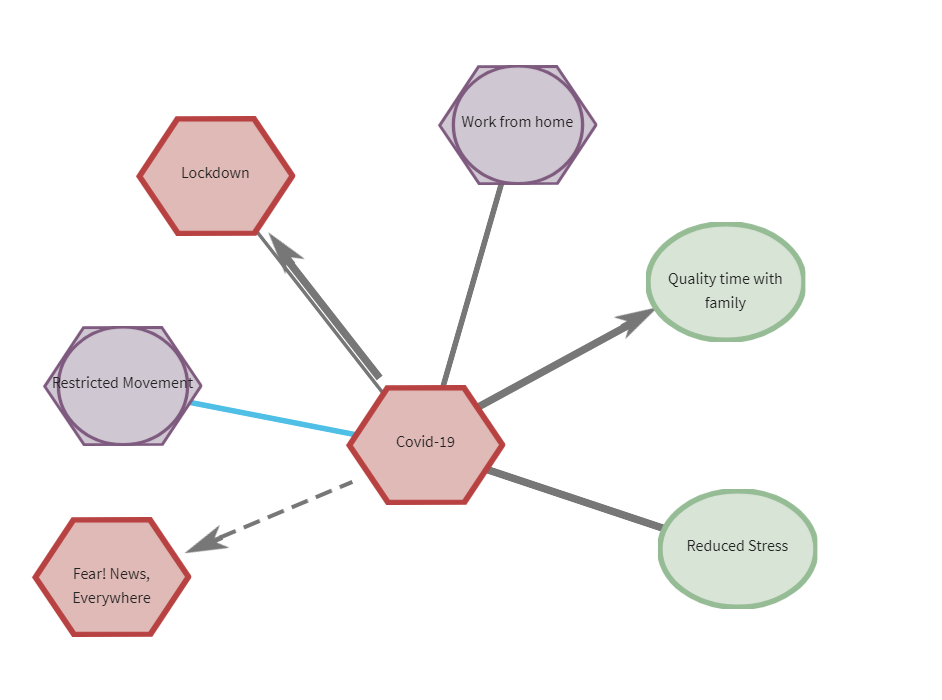 Work from home
Lockdown
Quality time with
family
Restricted Movement
Covid-19
Reduced Stress
Fear! News,
Everywhere